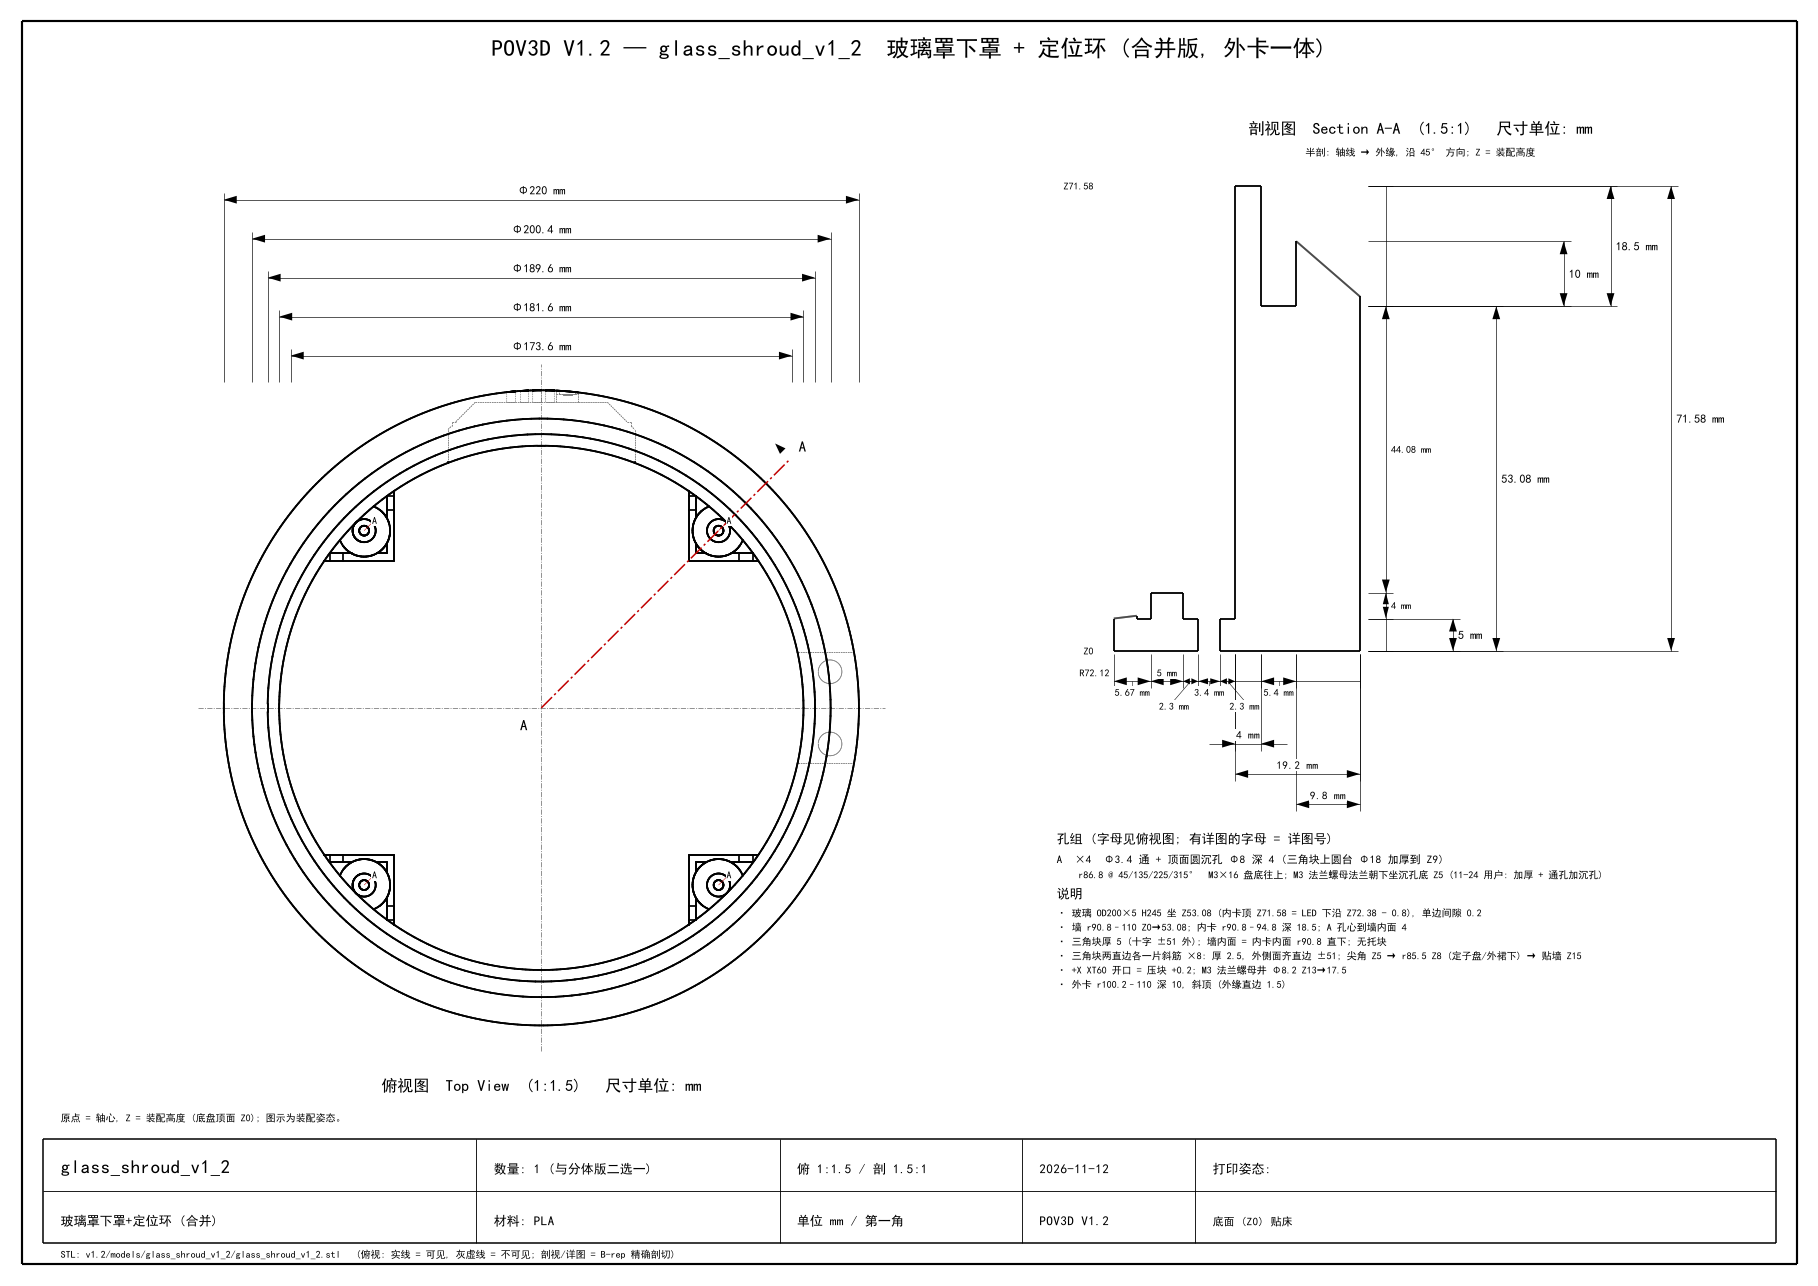 POV3D V1.2 — glass_shroud_v1_2 玻璃罩下罩 + 定位环 (合并版, 外卡一体)
剖视图 Section A-A (1.5:1) 尺寸单位: mm
半剖: 轴线 → 外缘, 沿 45° 方向; Z = 装配高度
Φ220 mm
Φ200.4 mm
Φ189.6 mm
Φ181.6 mm
Φ173.6 mm
A
A
A
A
A
A
Z71.58
18.5 mm
10 mm
71.58 mm
44.08 mm
53.08 mm
4 mm
5 mm
Z0
R72.12
5 mm
5.67 mm
3.4 mm
5.4 mm
2.3 mm
2.3 mm
4 mm
19.2 mm
9.8 mm
孔组 (字母见俯视图; 有详图的字母 = 详图号)
A ×4 Φ3.4 通 + 顶面圆沉孔 Φ8 深 4 (三角块上圆台 Φ18 加厚到 Z9)
r86.8 @ 45/135/225/315° M3×16 盘底往上; M3 法兰螺母法兰朝下坐沉孔底 Z5 (11-24 用户: 加厚 + 通孔加沉孔)
说明
· 玻璃 OD200×5 H245 坐 Z53.08 (内卡顶 Z71.58 = LED 下沿 Z72.38 - 0.8), 单边间隙 0.2
· 墙 r90.8–110 Z0→53.08; 内卡 r90.8–94.8 深 18.5; A 孔心到墙内面 4
· 三角块厚 5 (十字 ±51 外); 墙内面 = 内卡内面 r90.8 直下; 无托块
· 三角块两直边各一片斜筋 ×8: 厚 2.5, 外侧面齐直边 ±51; 尖角 Z5 → r85.5 Z8 (定子盘/外裙下) → 贴墙 Z15
· +X XT60 开口 = 压块 +0.2; M3 法兰螺母井 Φ8.2 Z13→17.5
· 外卡 r100.2–110 深 10, 斜顶 (外缘直边 1.5)
俯视图 Top View (1:1.5) 尺寸单位: mm
原点 = 轴心, Z = 装配高度 (底盘顶面 Z0); 图示为装配姿态。
glass_shroud_v1_2
数量: 1 (与分体版二选一)
俯 1:1.5 / 剖 1.5:1
2026-11-12
打印姿态:
玻璃罩下罩+定位环 (合并)
材料: PLA
单位 mm / 第一角
POV3D V1.2
底面 (Z0) 贴床
STL: v1.2/models/glass_shroud_v1_2/glass_shroud_v1_2.stl (俯视: 实线 = 可见, 灰虚线 = 不可见; 剖视/详图 = B-rep 精确剖切)